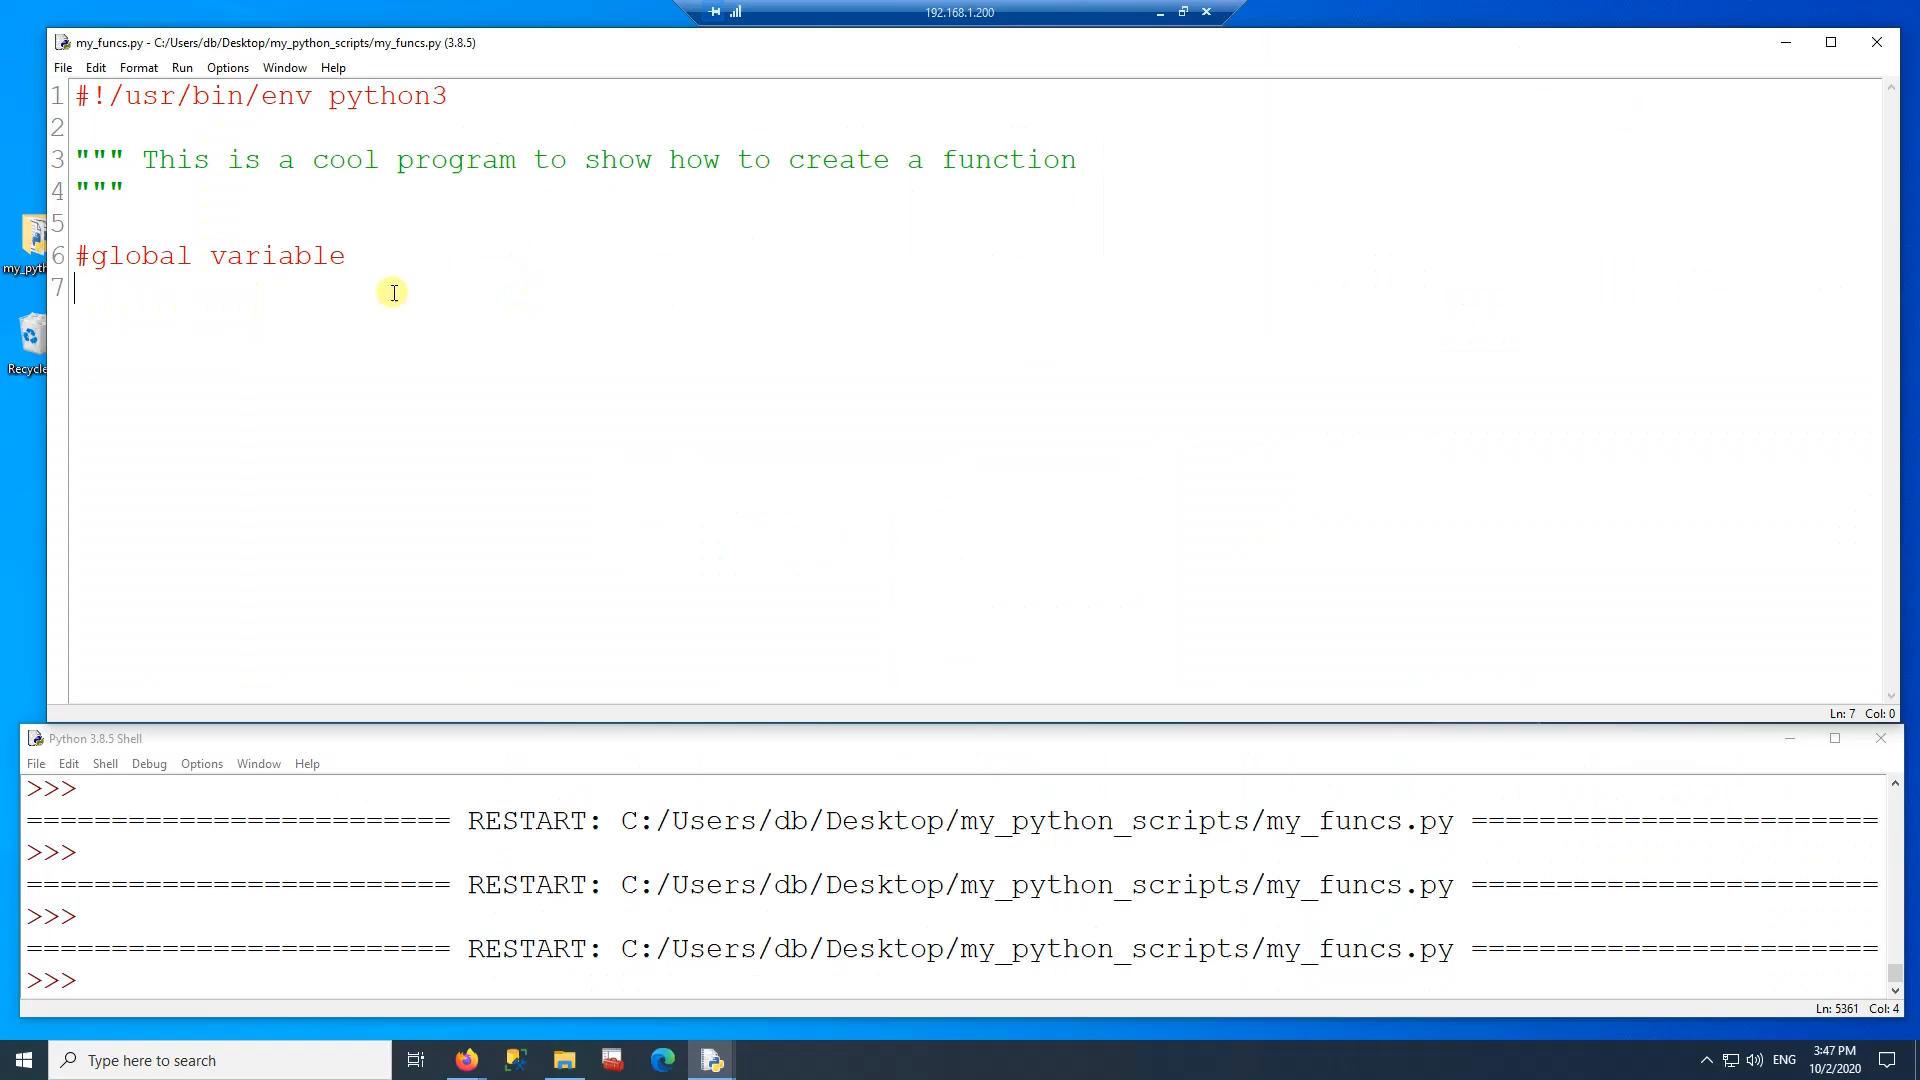 192.168.1.200
my_funcs.py - C:/Users/db/Desktop/my_python_scripts/my_funcs.py (3.8.5)
File Edit Format Run Options Window Help
1 #!/usr/bin/env python3
2
3 """ This is a cool program to show how to create a function
4 """
5
6 #global variable
7
my_pyth
Recycle
Ln: 7 Col: 0
Python 3.8.5 Shell
File Edit Shell Debug Options Window Help
>>>
========================= RESTART: C:/Users/db/Desktop/my_python_scripts/my_funcs.py ========================
>>>
========================= RESTART: C:/Users/db/Desktop/my_python_scripts/my_funcs.py ========================
>>>
========================= RESTART: C:/Users/db/Desktop/my_python_scripts/my_funcs.py ========================
>>>
Ln: 5361 Col: 4
Type here to search
ENG
3:47 PM
10/2/2020